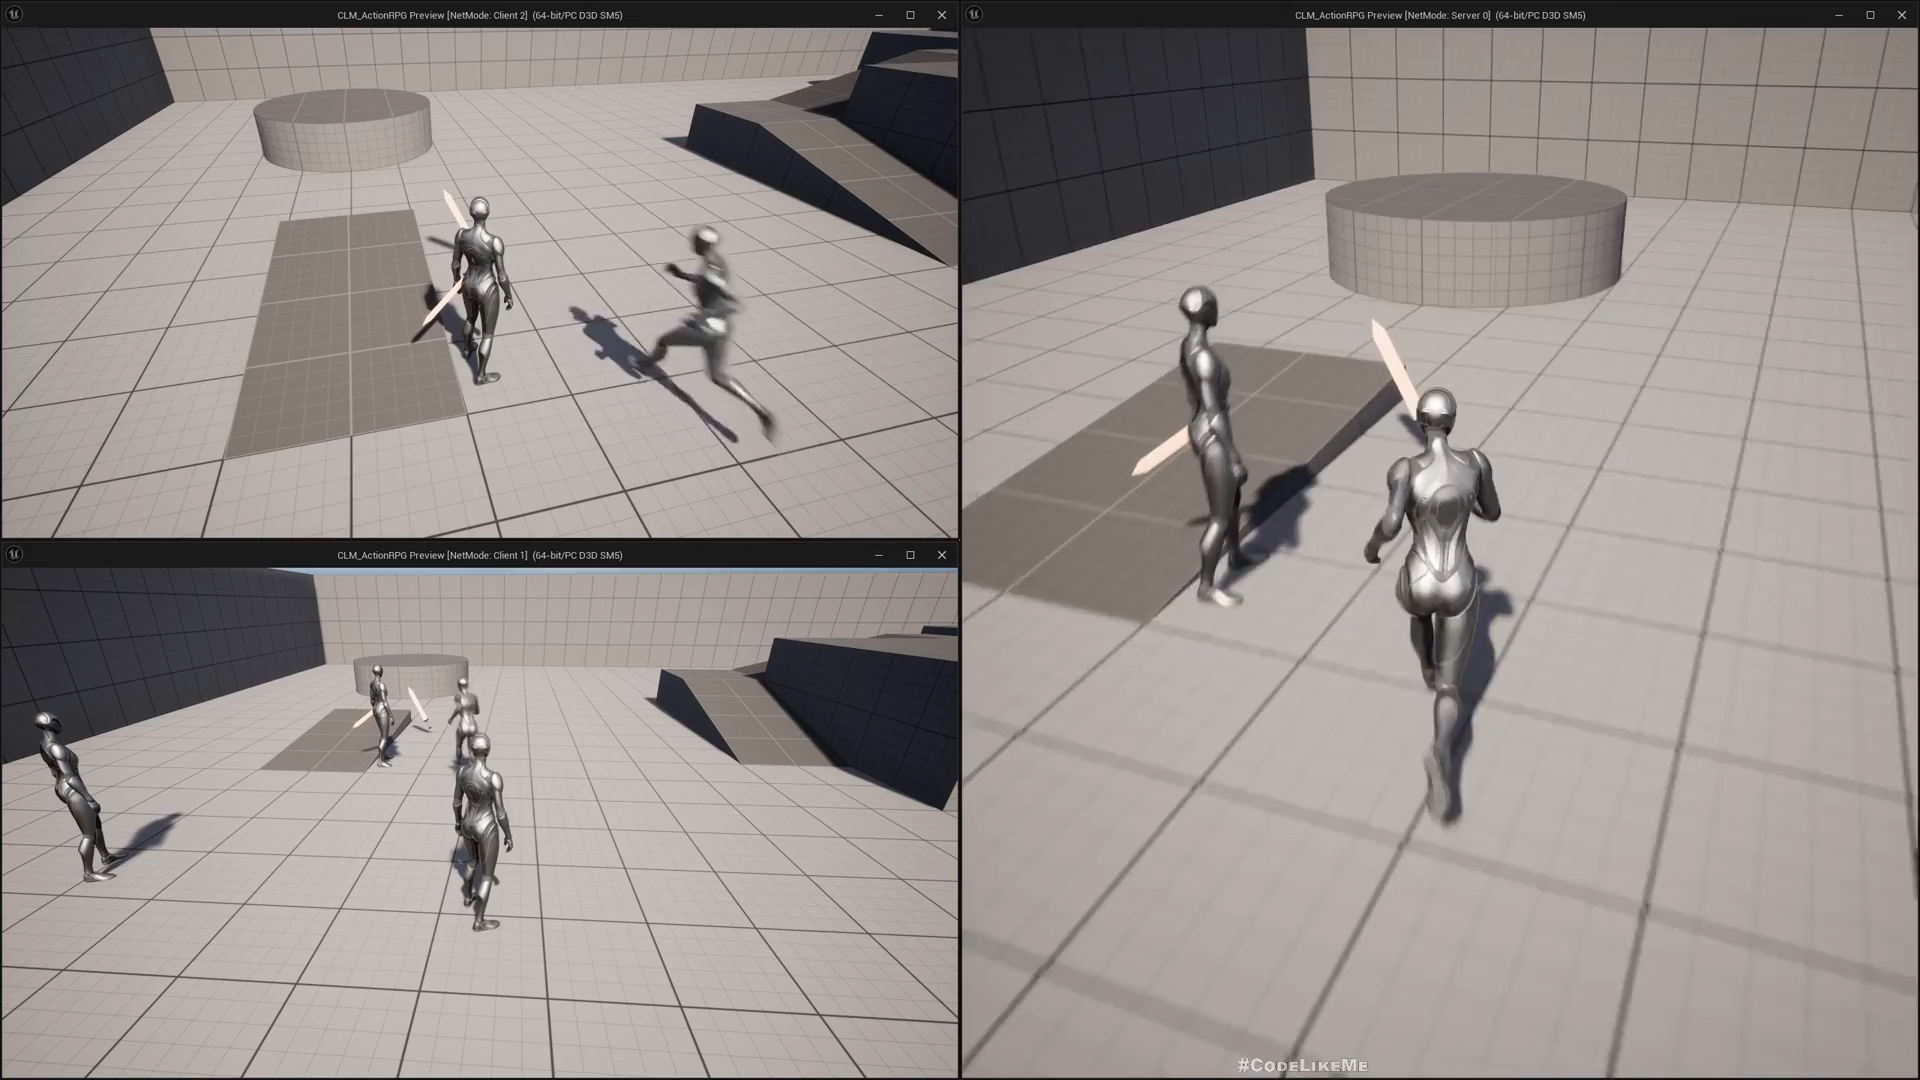 CLM_ActionRPG Preview [NetMode: Client 2] (64-bit/PC D3D SM5)
CLM_ActionRPG Preview [NetMode: Server 0] (64-bit/PC D3D SM5)
CLM_ActionRPG Preview [NetMode: Client 1] (64-bit/PC D3D SM5)
#CodeLikeMe